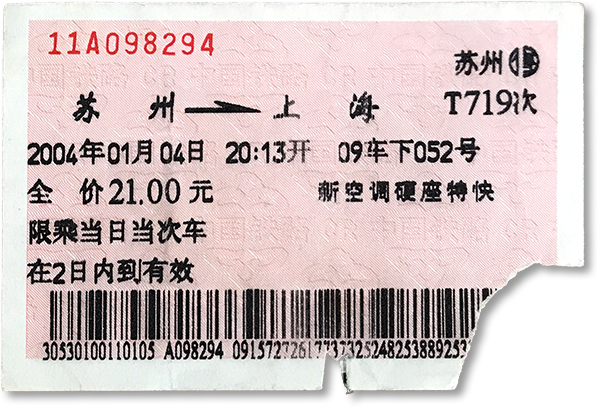 11A098294
苏州售
苏 州 → 上 海 T719次
2004年01月04日 20:13开 09车下052号
全 价21.00元 新空调硬座特快
限乘当日当次车
在2日内到有效
30530100110105 A098294